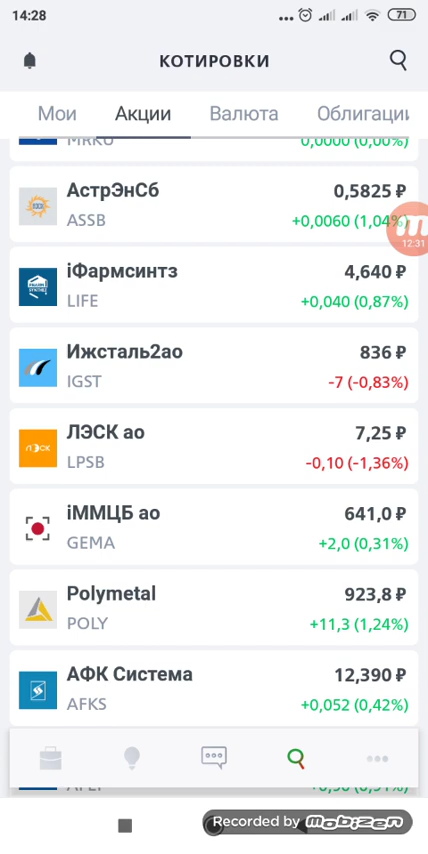 14:28
71
КОТИРОВКИ
Мои Акции Валюта Облигации
MRKU 0,0000 (0,00%)
АстрЭнСб 0,5825 ₽
ASSB +0,0060 (1,04%)
12:31
iФармсинтз 4,640 ₽
LIFE +0,040 (0,87%)
Ижсталь2ао 836 ₽
IGST -7 (-0,83%)
ЛЭСК
ЛЭСК ао 7,25 ₽
LPSB -0,10 (-1,36%)
iММЦБ ао 641,0 ₽
GEMA +2,0 (0,31%)
Polymetal 923,8 ₽
POLY +11,3 (1,24%)
АФК Система 12,390 ₽
AFKS +0,052 (0,42%)
Recorded by mobizen